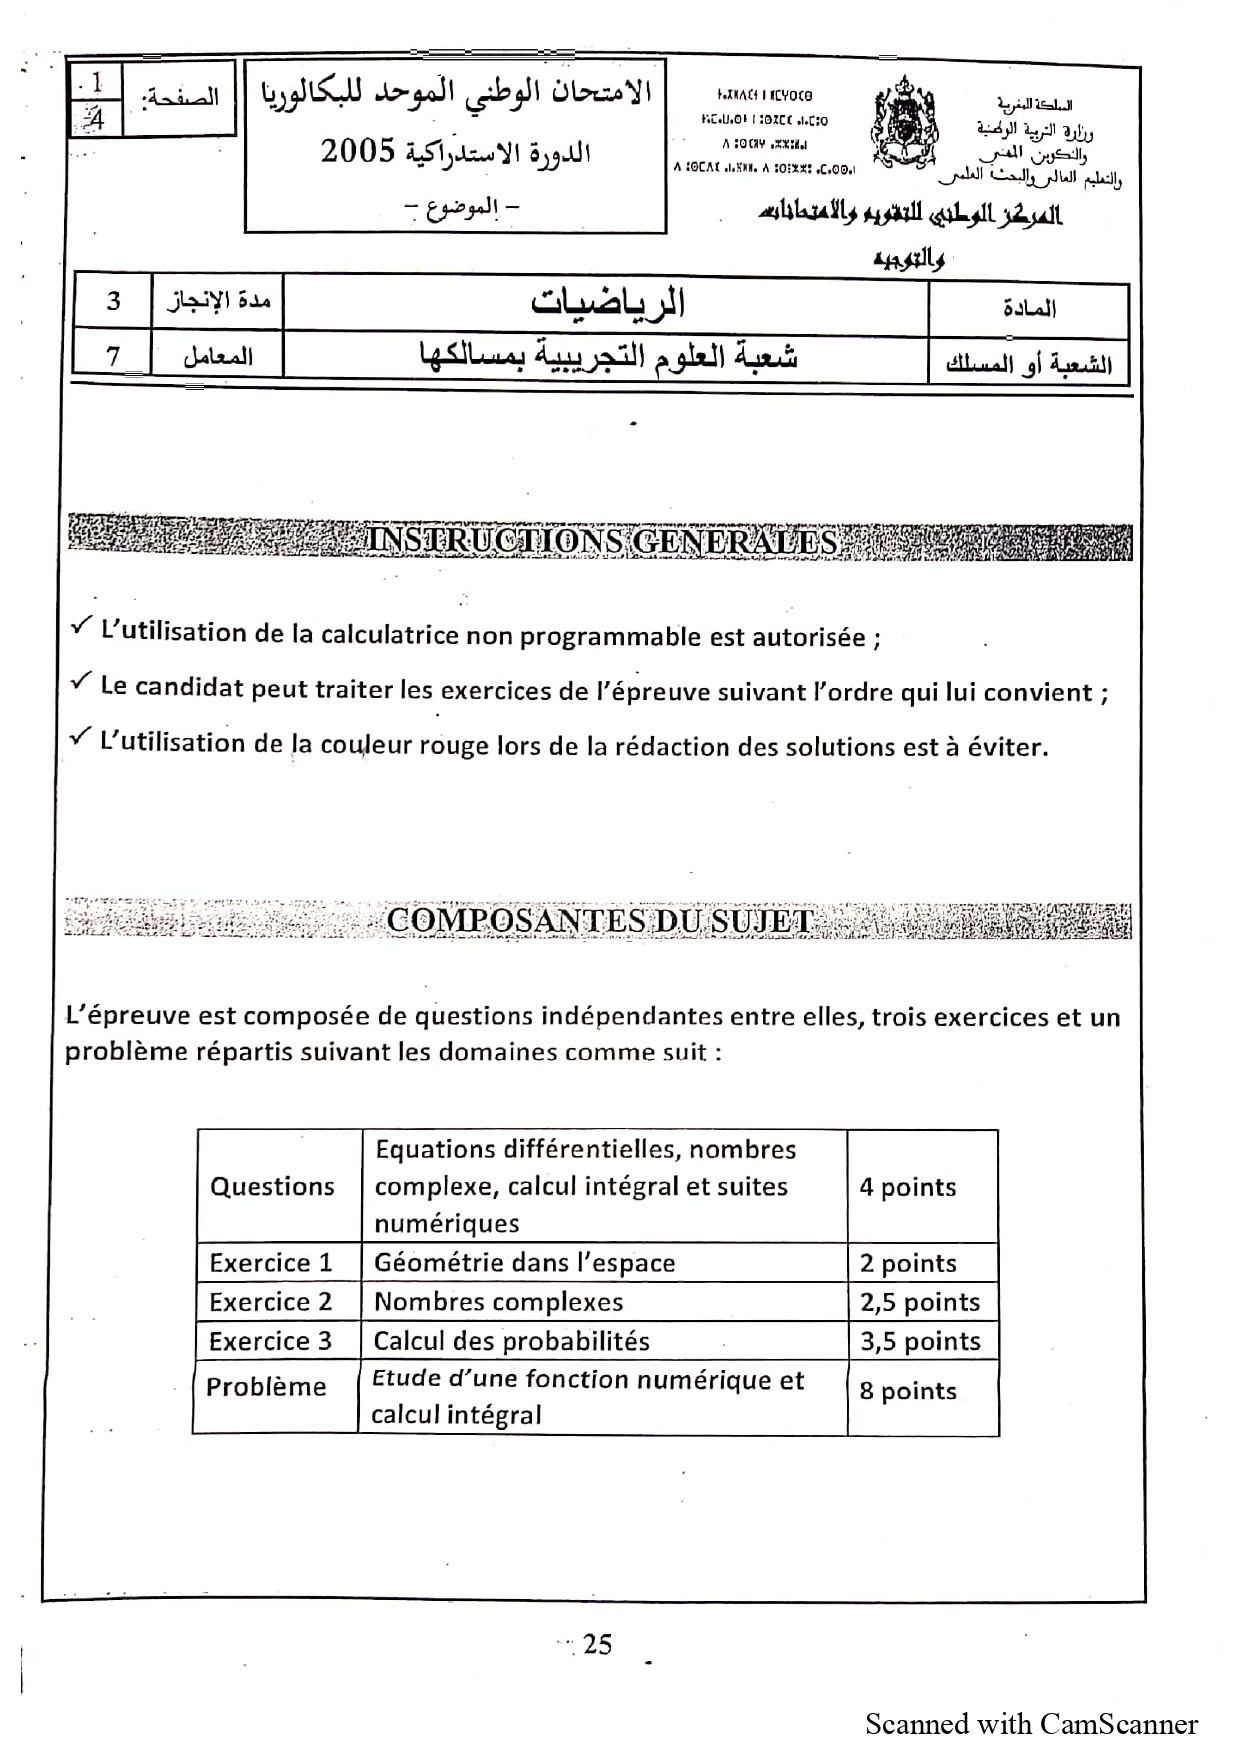 1
4
الصفحة:
الامتحان الوطني الموحد للبكالوريا
الدورة الاستدراكية 2005
- الموضوع -
المملكة المغربية
وزارة التربية الوطنية
والتكوين المهني
والتعليم العالي والبحث العلمي
المركز الوطني للتقويم والامتحانات
والتوجيه
3 مدة الإنجاز الرياضيات المادة
7 المعامل شعبة العلوم التجريبية بمسالكها الشعبة أو المسلك
INSTRUCTIONS GENERALES
✓ L'utilisation de la calculatrice non programmable est autorisée ;
✓ Le candidat peut traiter les exercices de l'épreuve suivant l'ordre qui lui convient ;
✓ L'utilisation de la couleur rouge lors de la rédaction des solutions est à éviter.
COMPOSANTES DU SUJET
L'épreuve est composée de questions indépendantes entre elles, trois exercices et un
problème répartis suivant les domaines comme suit :
Questions
Equations différentielles, nombres
complexe, calcul intégral et suites
numériques
4 points
Exercice 1 Géométrie dans l'espace 2 points
Exercice 2 Nombres complexes 2,5 points
Exercice 3 Calcul des probabilités 3,5 points
Problème
Etude d'une fonction numérique et
calcul intégral
8 points
25
Scanned with CamScanner